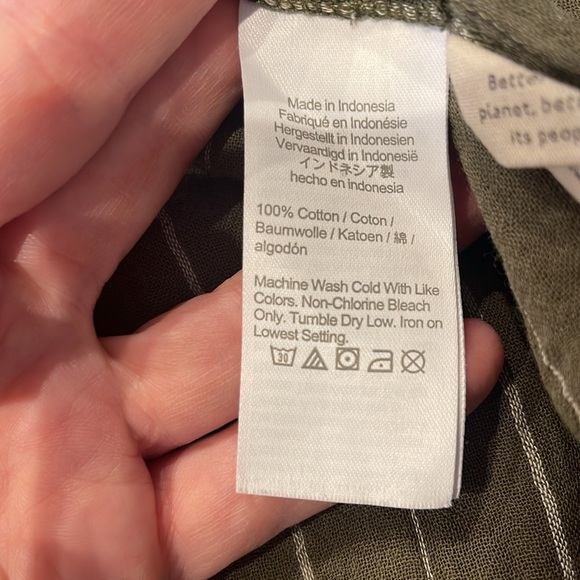 Made in Indonesia
Fabriqué en Indonésie
Hergestellt in Indonesien
Vervaardigd in Indonesië
インドネシア製
hecho en indonesia
100% Cotton / Coton /
Baumwolle / Katoen / 綿 /
algodón
Machine Wash Cold With Like
Colors. Non-Chlorine Bleach
Only. Tumble Dry Low. Iron on
Lowest Setting.
30
planet,
its